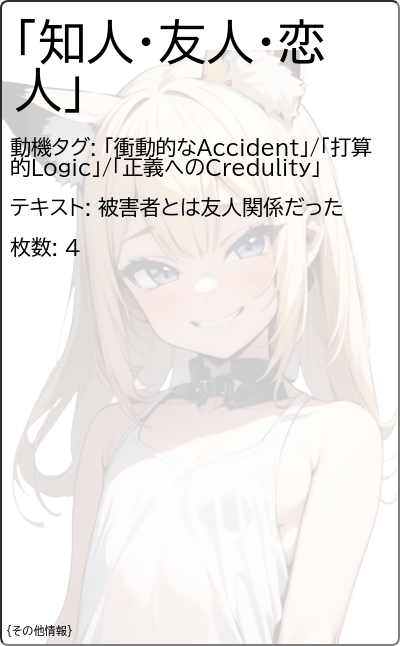 「知人・友人・恋
人」
動機タグ: 「衝動的なAccident」/「打算
的Logic」/「正義へのCredulity」
テキスト: 被害者とは友人関係だった
枚数: 4
{その他情報}